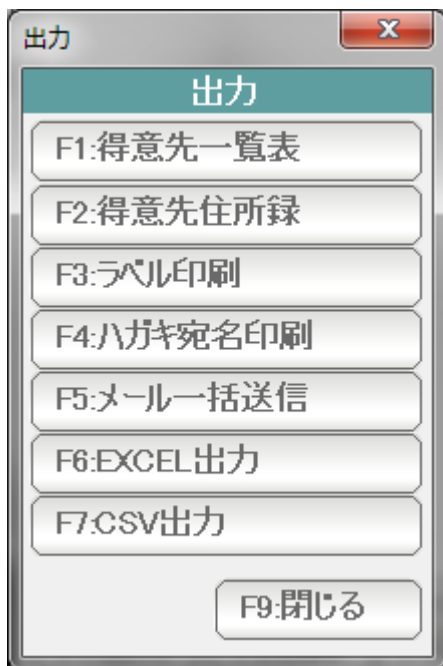 出力
出力
F1:得意先一覧表
F2:得意先住所録
F3:ラベル印刷
F4:ハガキ宛名印刷
F5:メール一括送信
F6:EXCEL出力
F7:CSV出力
F9:閉じる